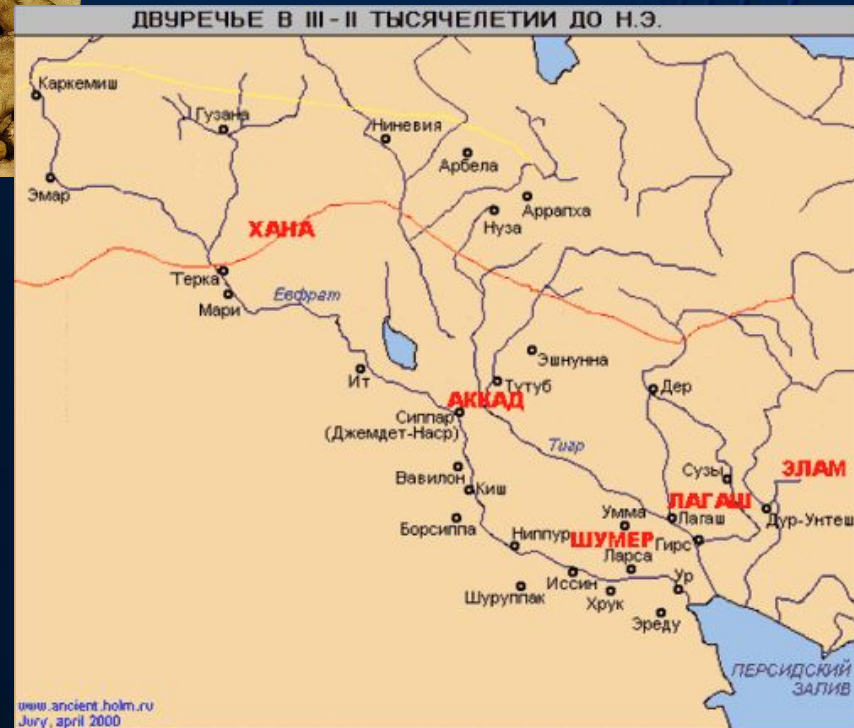 ДВУРЕЧЬЕ В III - II ТЫСЯЧЕЛЕТИИ ДО Н.Э.
Каркемиш
Гузана
Ниневия
Арбела
Эмар
Аррапха
Нуза
ХАНА
Терка
Мари
Евфрат
Эшнунна
Ит
Тутуб
Дер
АККАД
Сиппар
(Джемдет-Наср)
Тигр
Вавилон
Киш
Сузы
ЭЛАМ
ЛАГАШ
Борсиппа
Умма
Лагаш
Дур-Унтеш
Ниппур
ШУМЕР
Гирс
Ларса
Шуруппак
Иссин
Хрук
Ур
Эреду
ПЕРСИДСКИЙ
ЗАЛИВ
www.ancient.holm.ru
Jury, april 2000